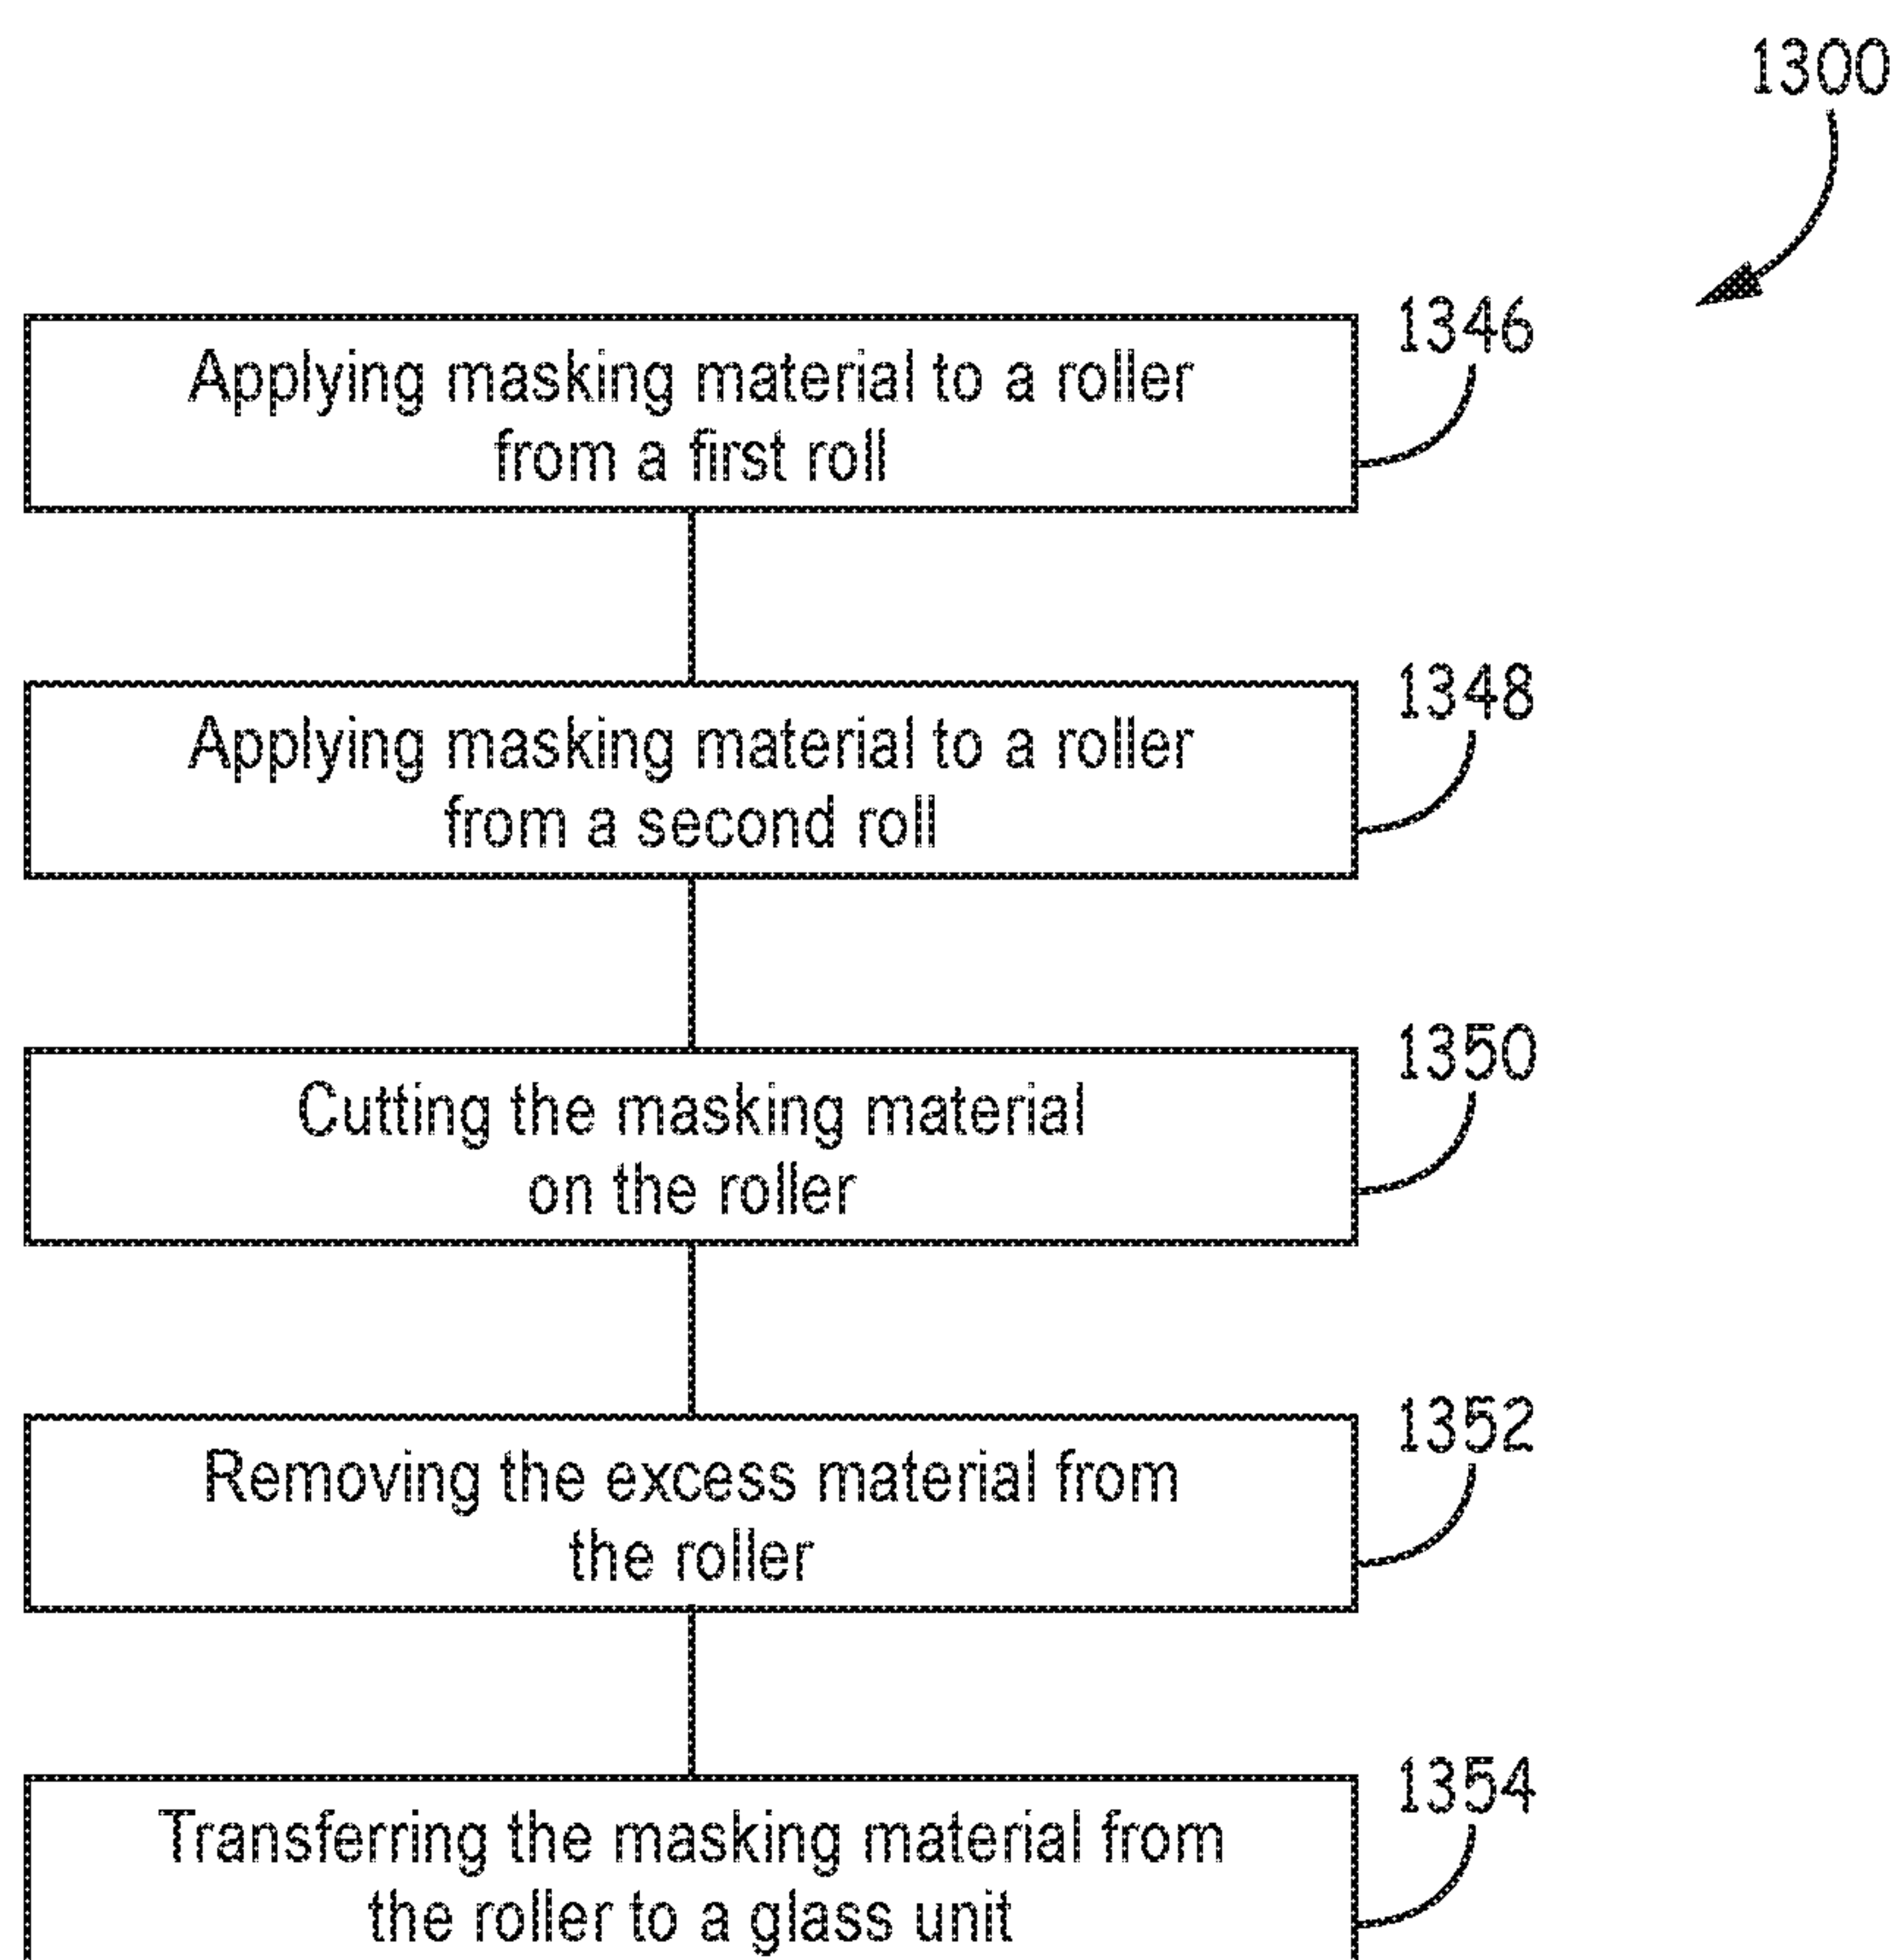 1300
1346
Applying masking material to a roller
from a first roll
1348
Applying masking material to a roller
from a second roll
1350
Cutting the masking material
on the roller
1352
Removing the excess material from
the roller
1354
Transferring the masking material from
the roller to a glass unit